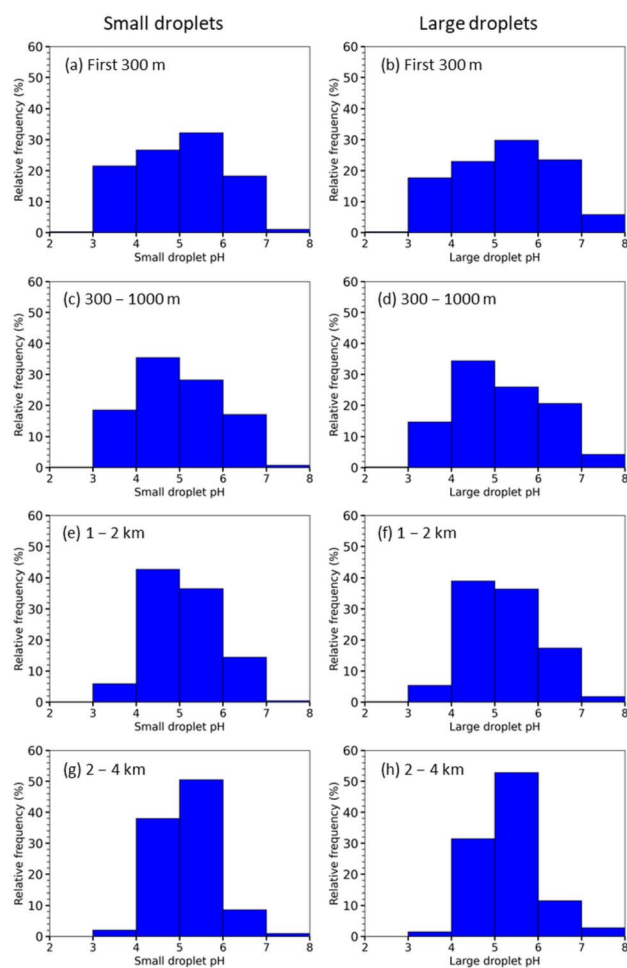 Small droplets
Large droplets
(a) First 300 m
Relative frequency (%)
60
50
40
30
20
10
0
2 3 4 5 6 7 8
Small droplet pH
(b) First 300 m
Relative frequency (%)
60
50
40
30
20
10
0
2 3 4 5 6 7 8
Large droplet pH
(c) 300 – 1000 m
Relative frequency (%)
60
50
40
30
20
10
0
2 3 4 5 6 7 8
Small droplet pH
(d) 300 – 1000 m
Relative frequency (%)
60
50
40
30
20
10
0
2 3 4 5 6 7 8
Large droplet pH
(e) 1 – 2 km
Relative frequency (%)
60
50
40
30
20
10
0
2 3 4 5 6 7 8
Small droplet pH
(f) 1 – 2 km
Relative frequency (%)
60
50
40
30
20
10
0
2 3 4 5 6 7 8
Large droplet pH
(g) 2 – 4 km
Relative frequency (%)
60
50
40
30
20
10
0
2 3 4 5 6 7 8
Small droplet pH
(h) 2 – 4 km
Relative frequency (%)
60
50
40
30
20
10
0
2 3 4 5 6 7 8
Large droplet pH